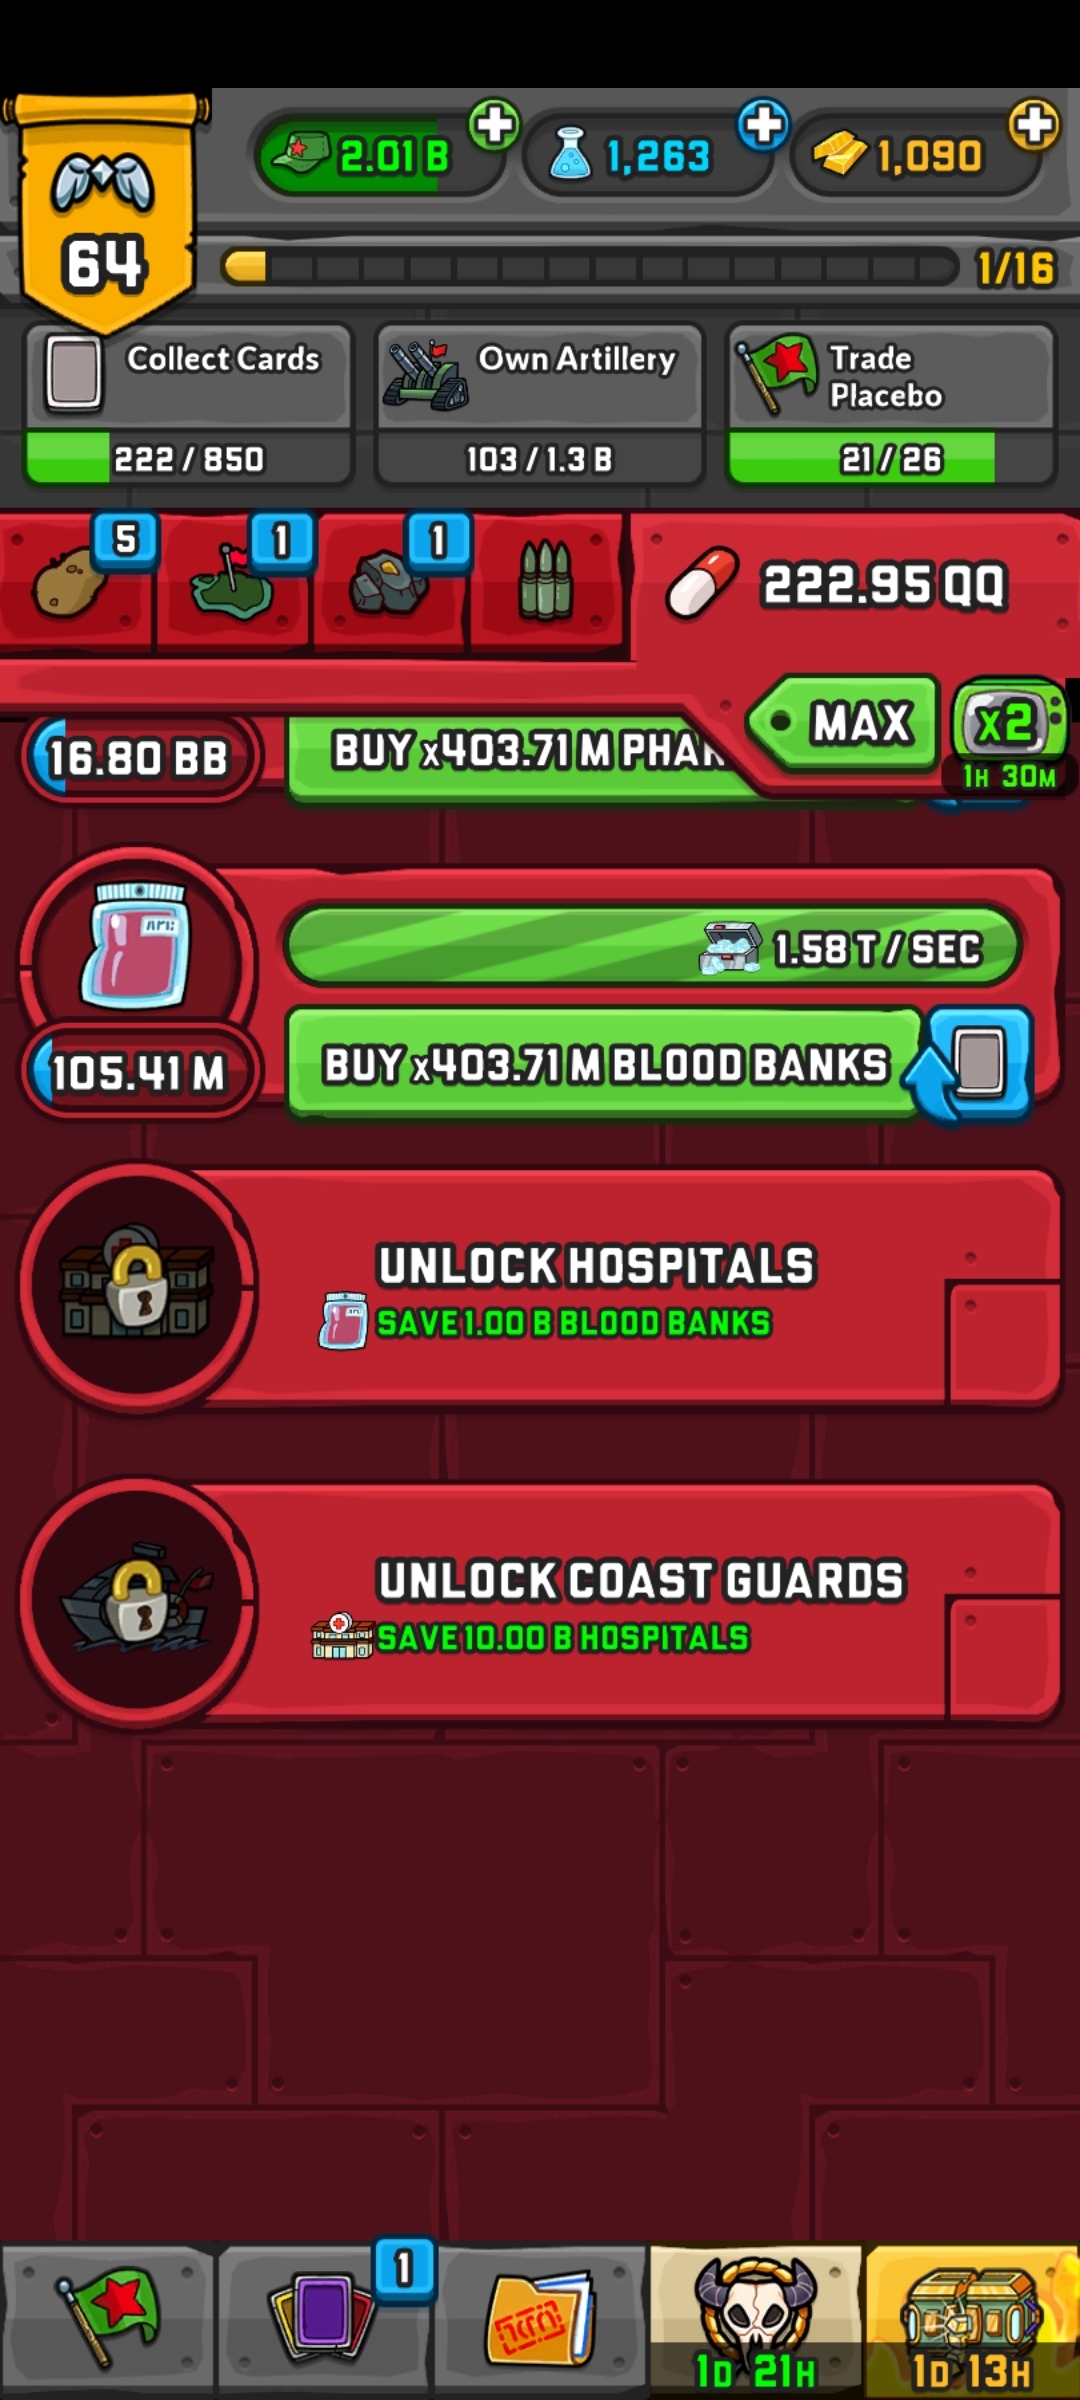 2.01 B
1,263
1,090
64
1/16
Collect Cards
Own Artillery
Trade
Placebo
222 / 850
103 / 1.3 B
21 / 26
5
1
1
222.95 QQ
MAX
X2
1H 30M
16.80 BB
BUY x403.71 M PHAR
1.58 T / SEC
105.41 M
BUY x403.71 M BLOOD BANKS
UNLOCK HOSPITALS
SAVE 1.00 B BLOOD BANKS
UNLOCK COAST GUARDS
SAVE 10.00 B HOSPITALS
1
1D 21H
1D 13H